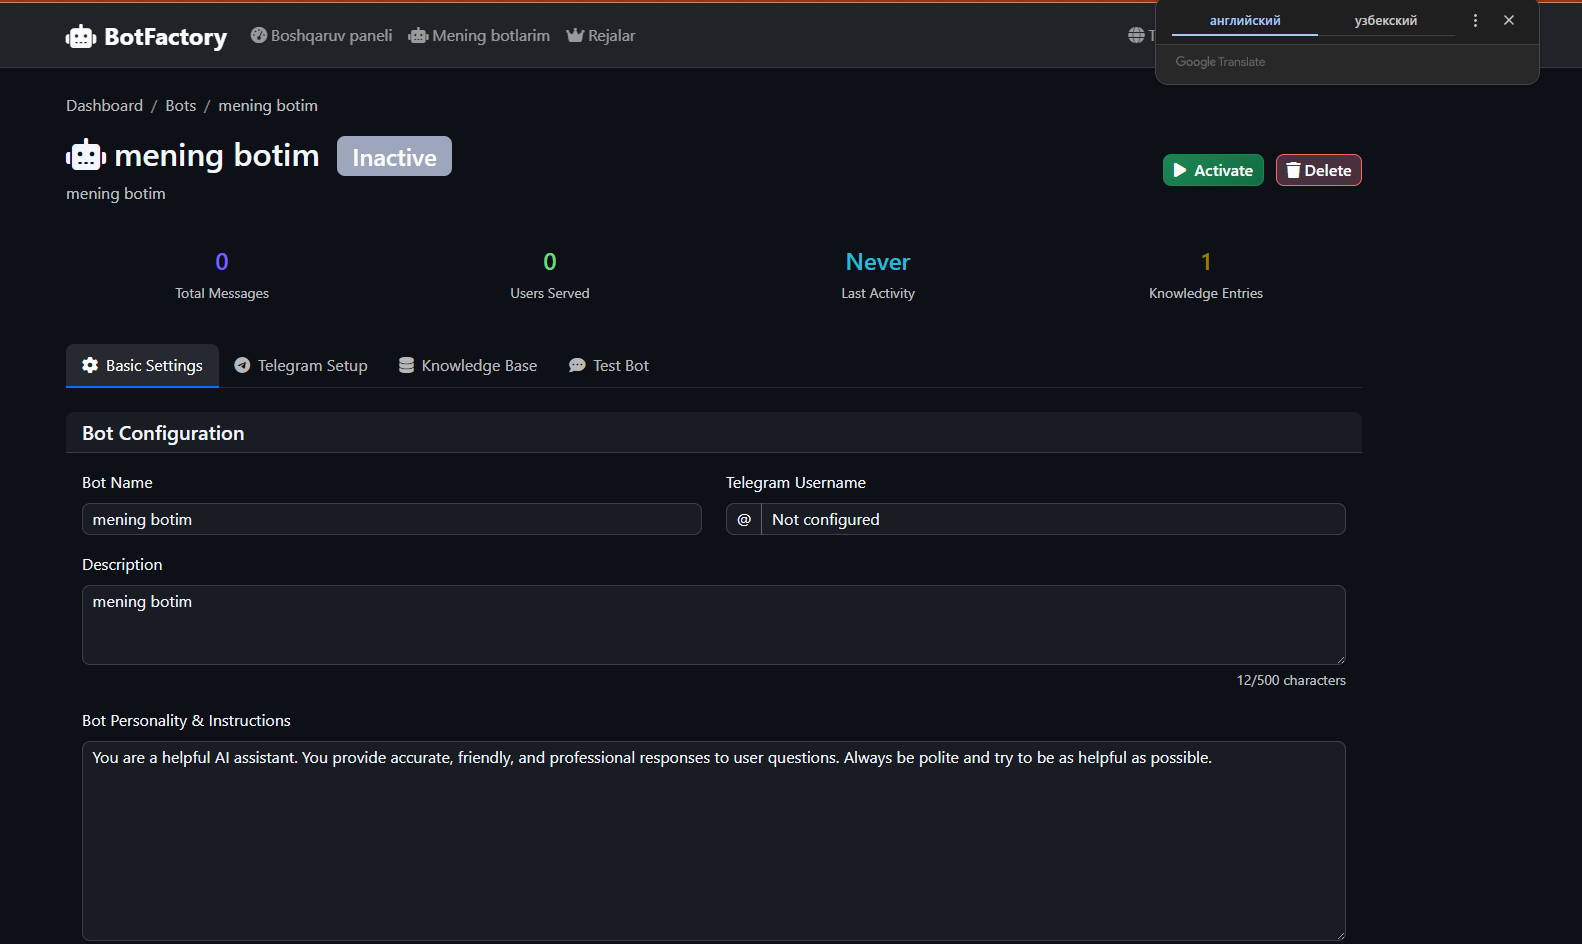 BotFactory Boshqaruv paneli Mening botlarim Rejalar
английский узбекский
Google Translate
Dashboard / Bots / mening botim
mening botim Inactive
Activate Delete
mening botim
0 0 Never 1
Total Messages Users Served Last Activity Knowledge Entries
Basic Settings Telegram Setup Knowledge Base Test Bot
Bot Configuration
Bot Name Telegram Username
mening botim @ Not configured
Description
mening botim
12/500 characters
Bot Personality & Instructions
You are a helpful AI assistant. You provide accurate, friendly, and professional responses to user questions. Always be polite and try to be as helpful as possible.